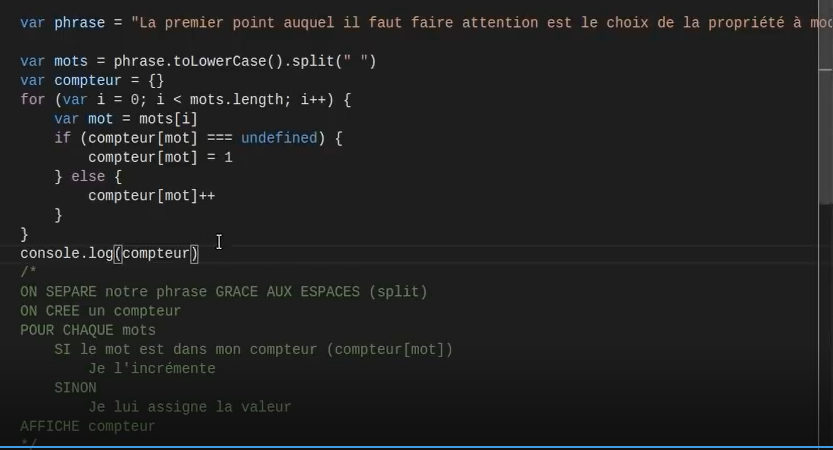 var phrase = "La premier point auquel il faut faire attention est le choix de la propriété à
var mots = phrase.toLowerCase().split(" ")
var compteur = {}
for (var i = 0; i < mots.length; i++) {
    var mot = mots[i]
    if (compteur[mot] === undefined) {
        compteur[mot] = 1
    } else {
        compteur[mot]++
    }
}
console.log(compteur)
/*
ON SEPARE notre phrase GRACE AUX ESPACES (split)
ON CREE un compteur
POUR CHAQUE mots
    SI le mot est dans mon compteur (compteur[mot])
        Je l'incrémente
    SINON
        Je lui assigne la valeur
AFFICHE compteur
*/